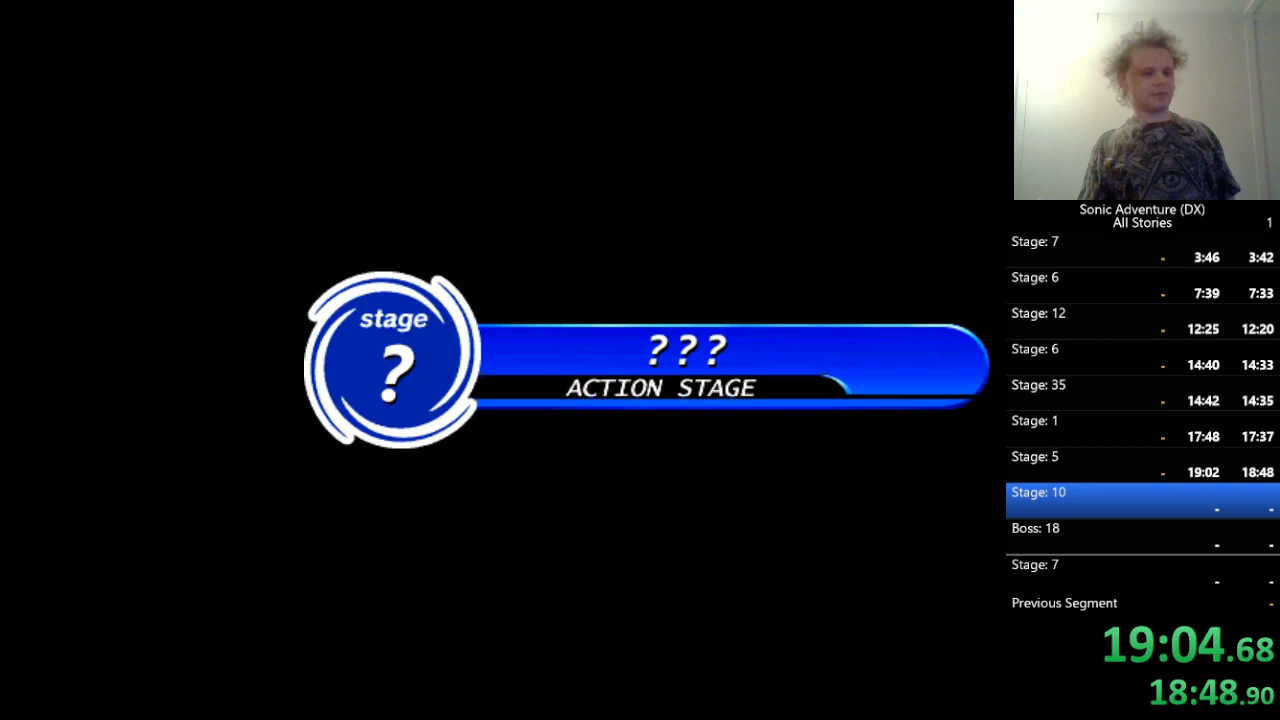 stage
?
???
ACTION STAGE
Sonic Adventure (DX)
All Stories 1
Stage: 7
- 3:46 3:42
Stage: 6
- 7:39 7:33
Stage: 12
- 12:25 12:20
Stage: 6
- 14:40 14:33
Stage: 35
- 14:42 14:35
Stage: 1
- 17:48 17:37
Stage: 5
- 19:02 18:48
Stage: 10
- -
Boss: 18
- -
Stage: 7
- -
Previous Segment -
19:04.68
18:48.90